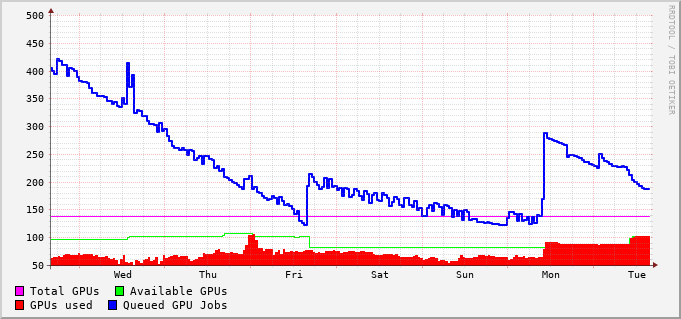 500
450
400
350
300
250
200
150
100
50
Wed Thu Fri Sat Sun Mon Tue
Total GPUs Available GPUs
GPUs used Queued GPU Jobs
RRDTOOL / TOBI OETIKER